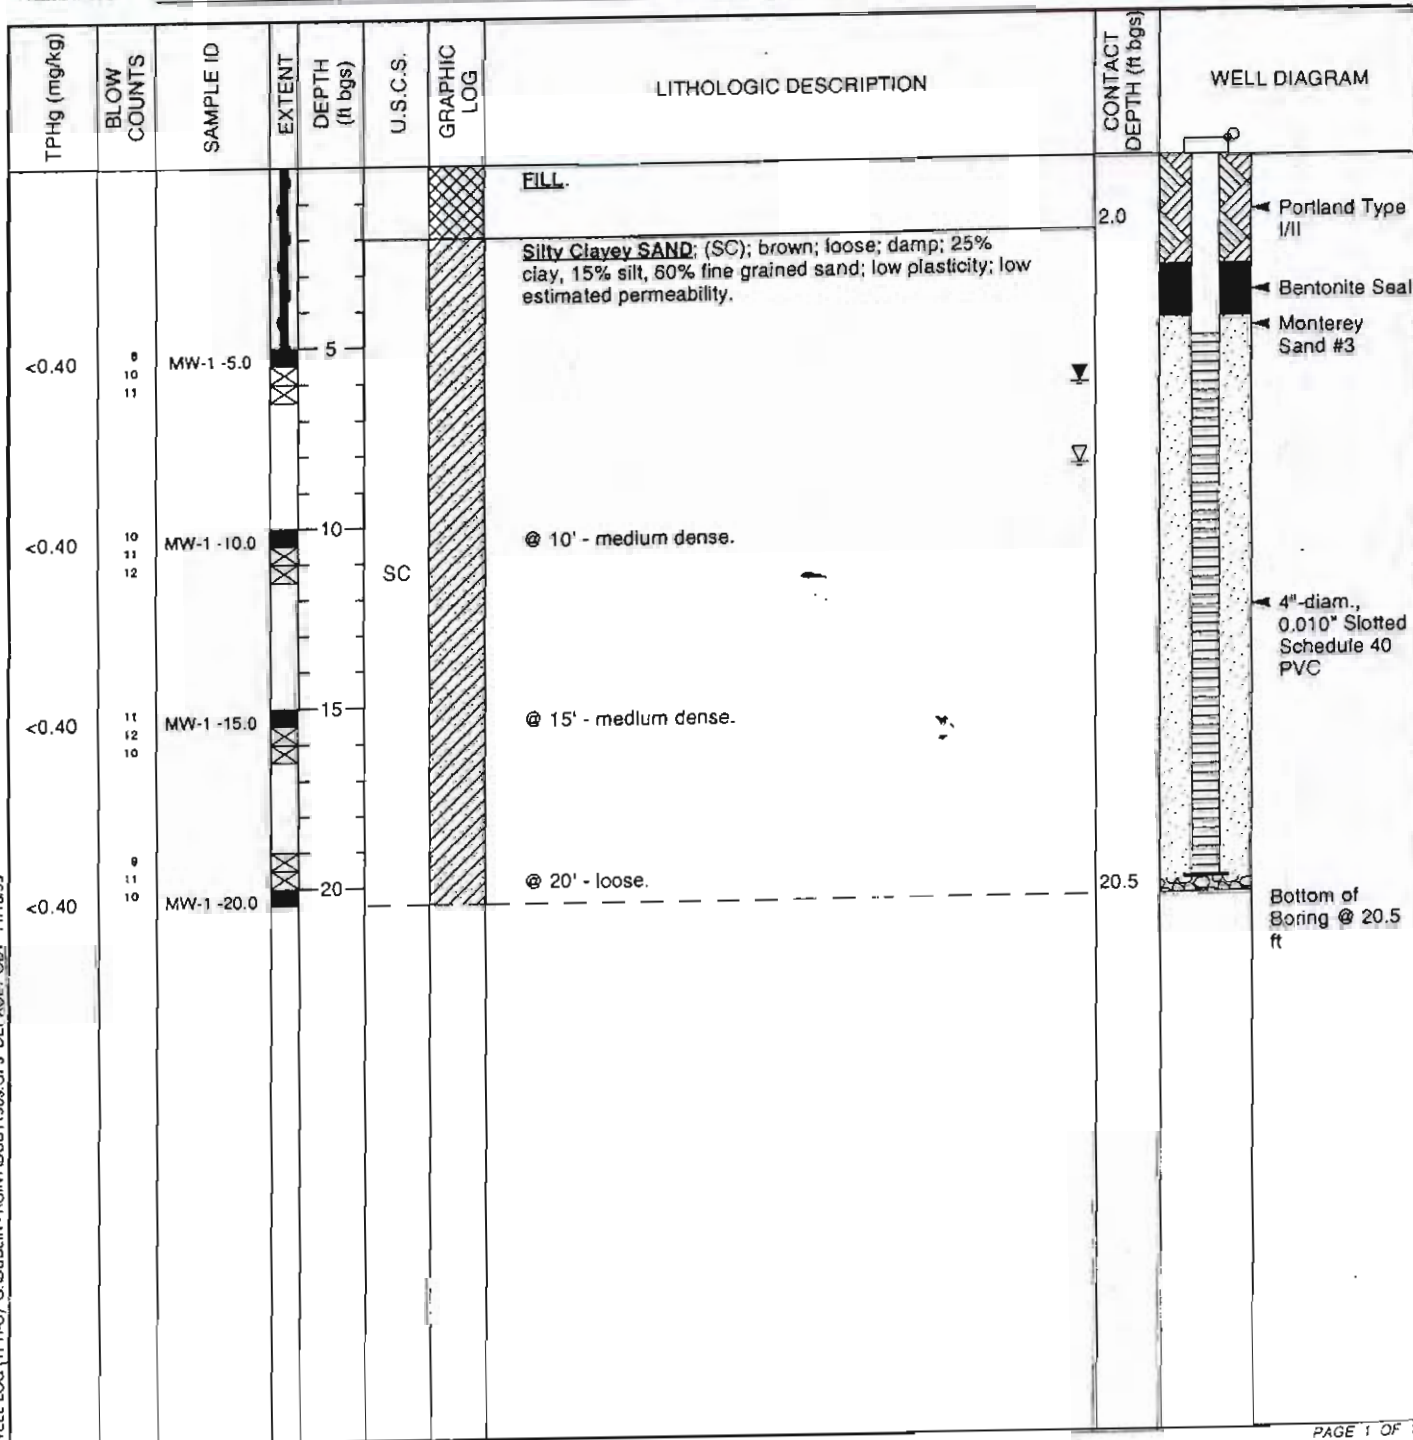 TPHg (mg/kg)
BLOW
COUNTS
SAMPLE ID
EXTENT
DEPTH
(ft bgs)
U.S.C.S.
GRAPHIC
LOG
LITHOLOGIC DESCRIPTION
CONTACT
DEPTH (ft bgs)
WELL DIAGRAM
FILL.
2.0
Silty Clayey SAND; (SC); brown; loose; damp; 25%
clay, 15% silt, 60% fine grained sand; low plasticity; low
estimated permeability.
Portland Type
I/II
Bentonite Seal
Monterey
Sand #3
<0.40
10
11
MW-1 -5.0
5
<0.40
10
11
12
MW-1 -10.0
10
@ 10' - medium dense.
SC
4"-diam.,
0.010" Slotted
Schedule 40
PVC
<0.40
11
12
10
MW-1 -15.0
15
@ 15' - medium dense.
<0.40
9
11
10
MW-1 -20.0
20
@ 20' - loose.
20.5
Bottom of
Boring @ 20.5
ft
PAGE 1 OF